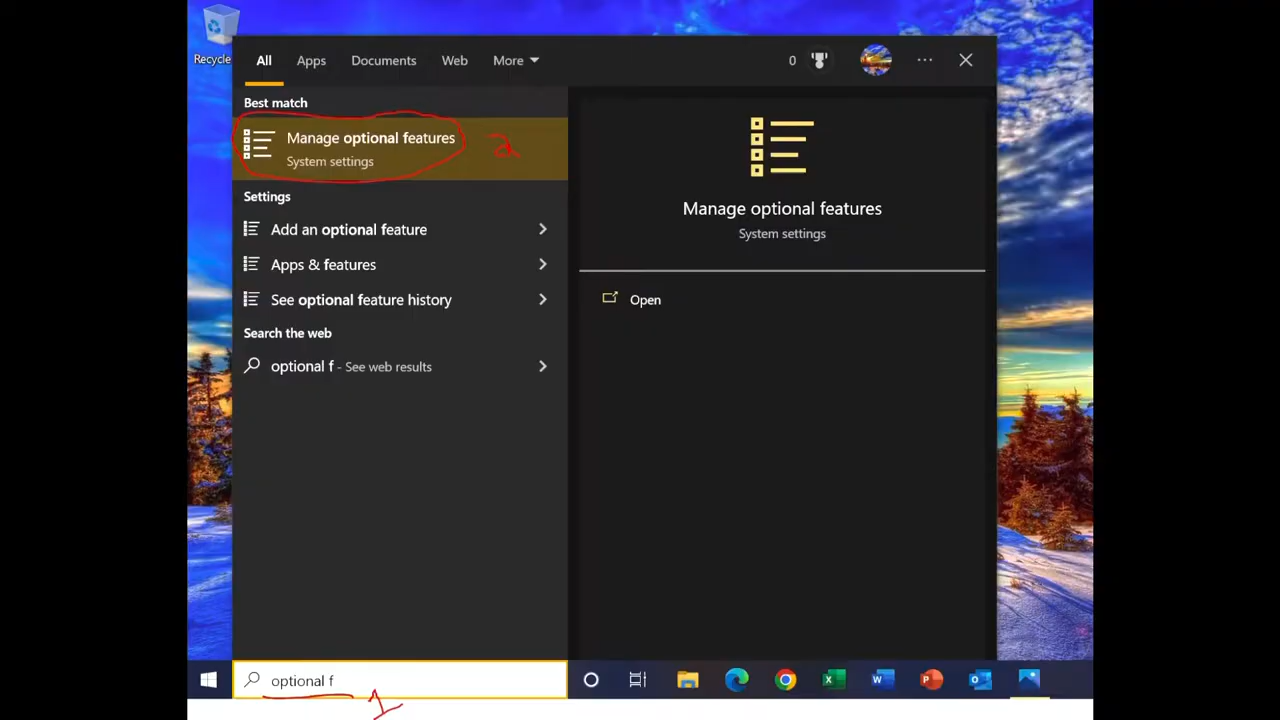 Recycle
All Apps Documents Web More 0 ...
Best match
Manage optional features
System settings
2
Settings
Add an optional feature
Apps & features
See optional feature history
Search the web
optional f - See web results
Manage optional features
System settings
Open
optional f
1